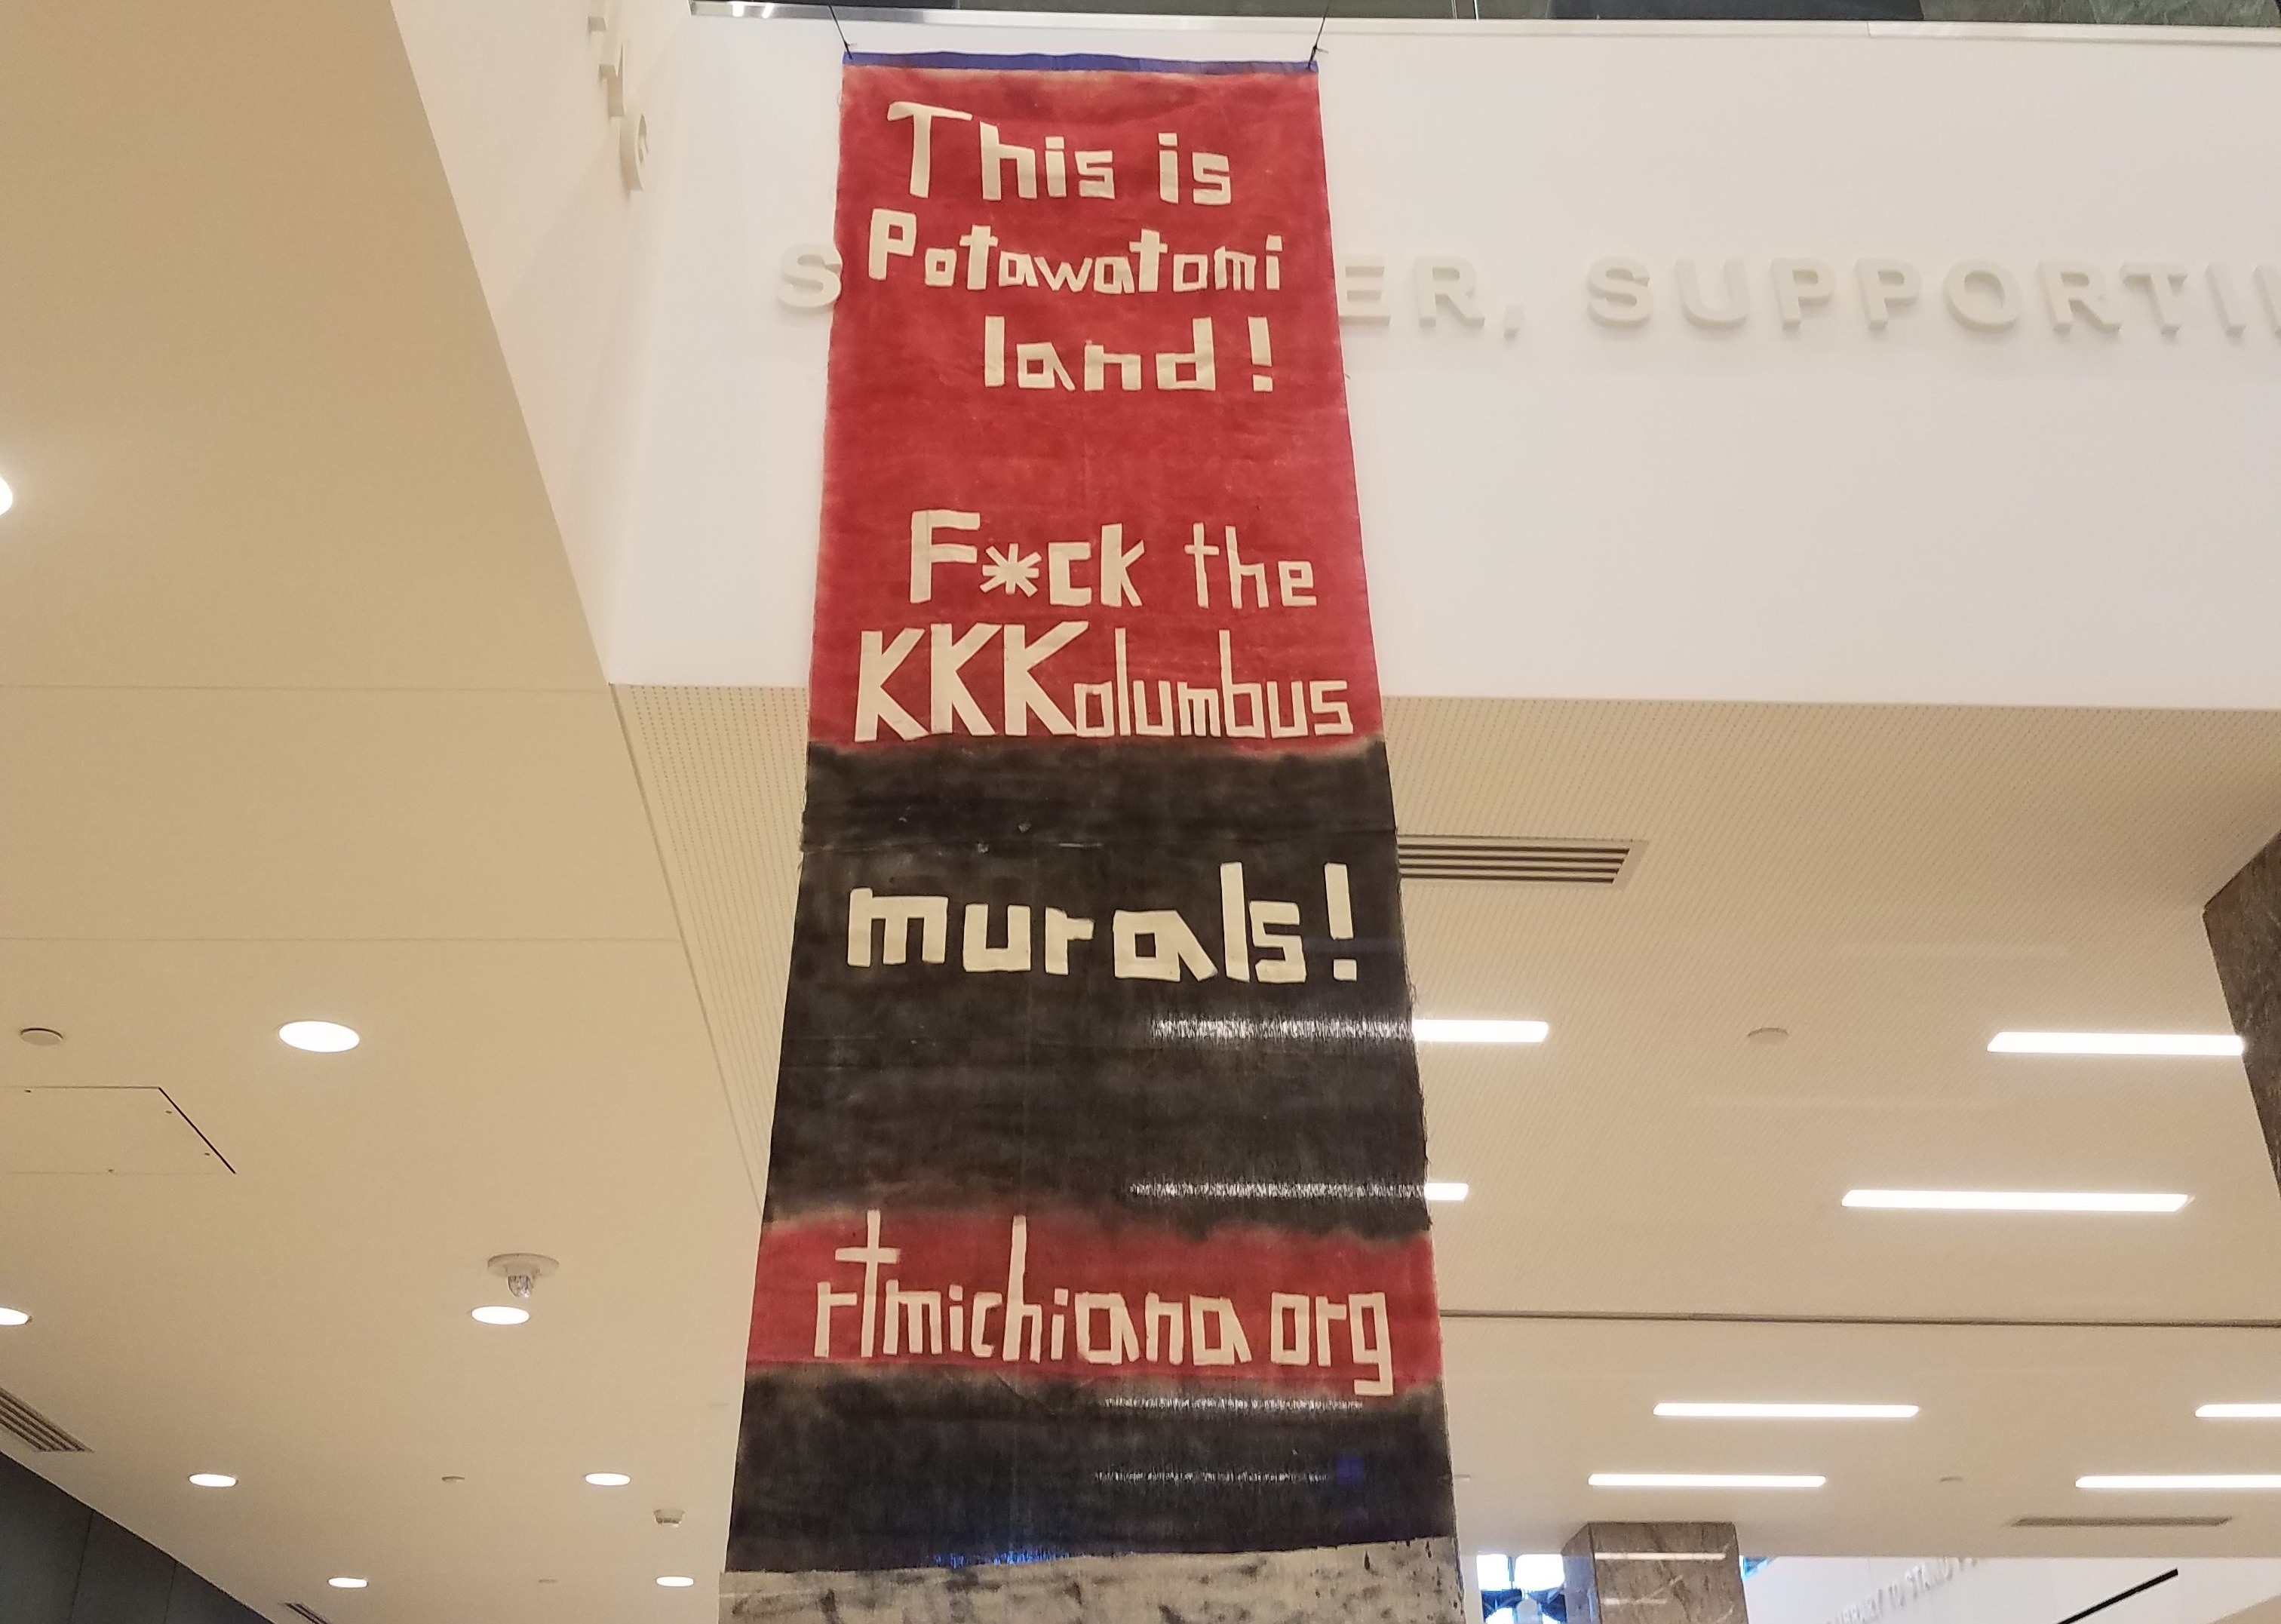 This is
Potawatomi
land!
F*ck the
KKKolumbus
murals!
rtmichiana org
ER, SUPPORTI